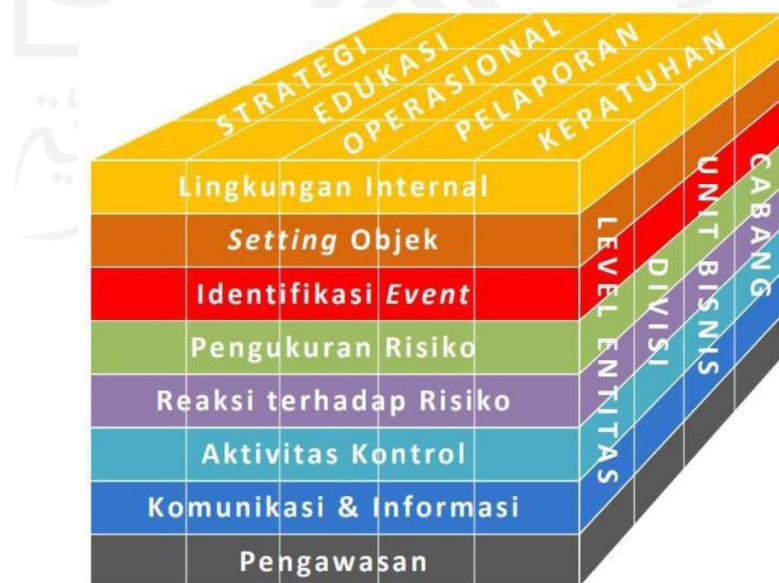 STRATEGI
EDUKASI
OPERASIONAL
PELAPORAN
KEPATUHAN
Lingkungan Internal
Setting Objek
Identifikasi Event
Pengukuran Risiko
Reaksi terhadap Risiko
Aktivitas Kontrol
Komunikasi & Informasi
Pengawasan
LEVEL ENTITAS
DIVISI
UNIT BISNIS
CABANG